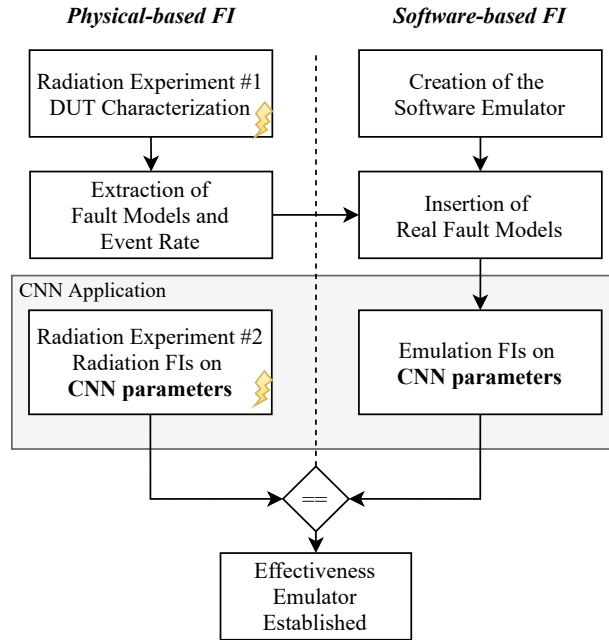 Physical-based FI
Software-based FI
Radiation Experiment #1
DUT Characterization
Creation of the
Software Emulator
Extraction of
Fault Models and
Event Rate
Insertion of
Real Fault Models
CNN Application
Radiation Experiment #2
Radiation FIs on
CNN parameters
Emulation FIs on
CNN parameters
==
Effectiveness
Emulator
Established